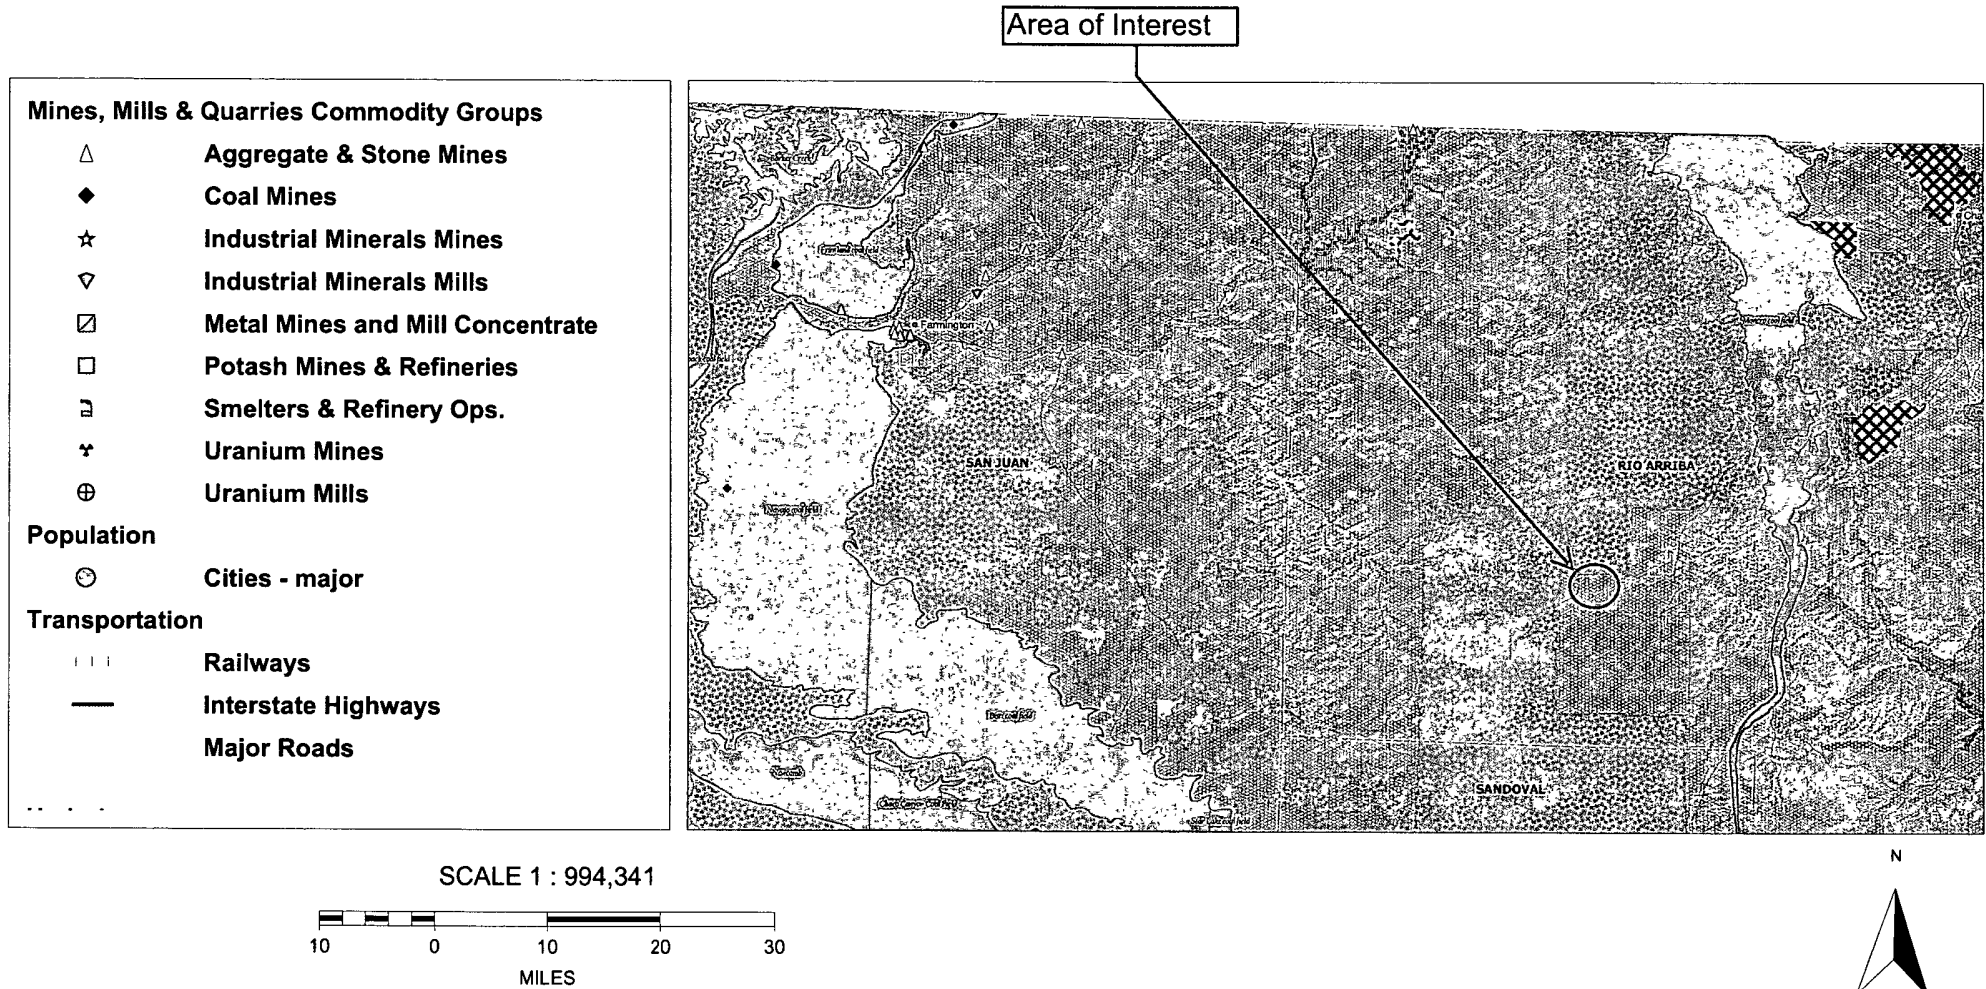 Area of Interest
Mines, Mills & Quarries Commodity Groups
Aggregate & Stone Mines
Coal Mines
Industrial Minerals Mines
Industrial Minerals Mills
Metal Mines and Mill Concentrate
Potash Mines & Refineries
Smelters & Refinery Ops.
Uranium Mines
Uranium Mills
Population
Cities - major
Transportation
Railways
Interstate Highways
Major Roads
Farmington
SAN JUAN
RIO ARRIBA
SANDOVAL
SCALE 1 : 994,341
10 0 10 20 30
MILES
N